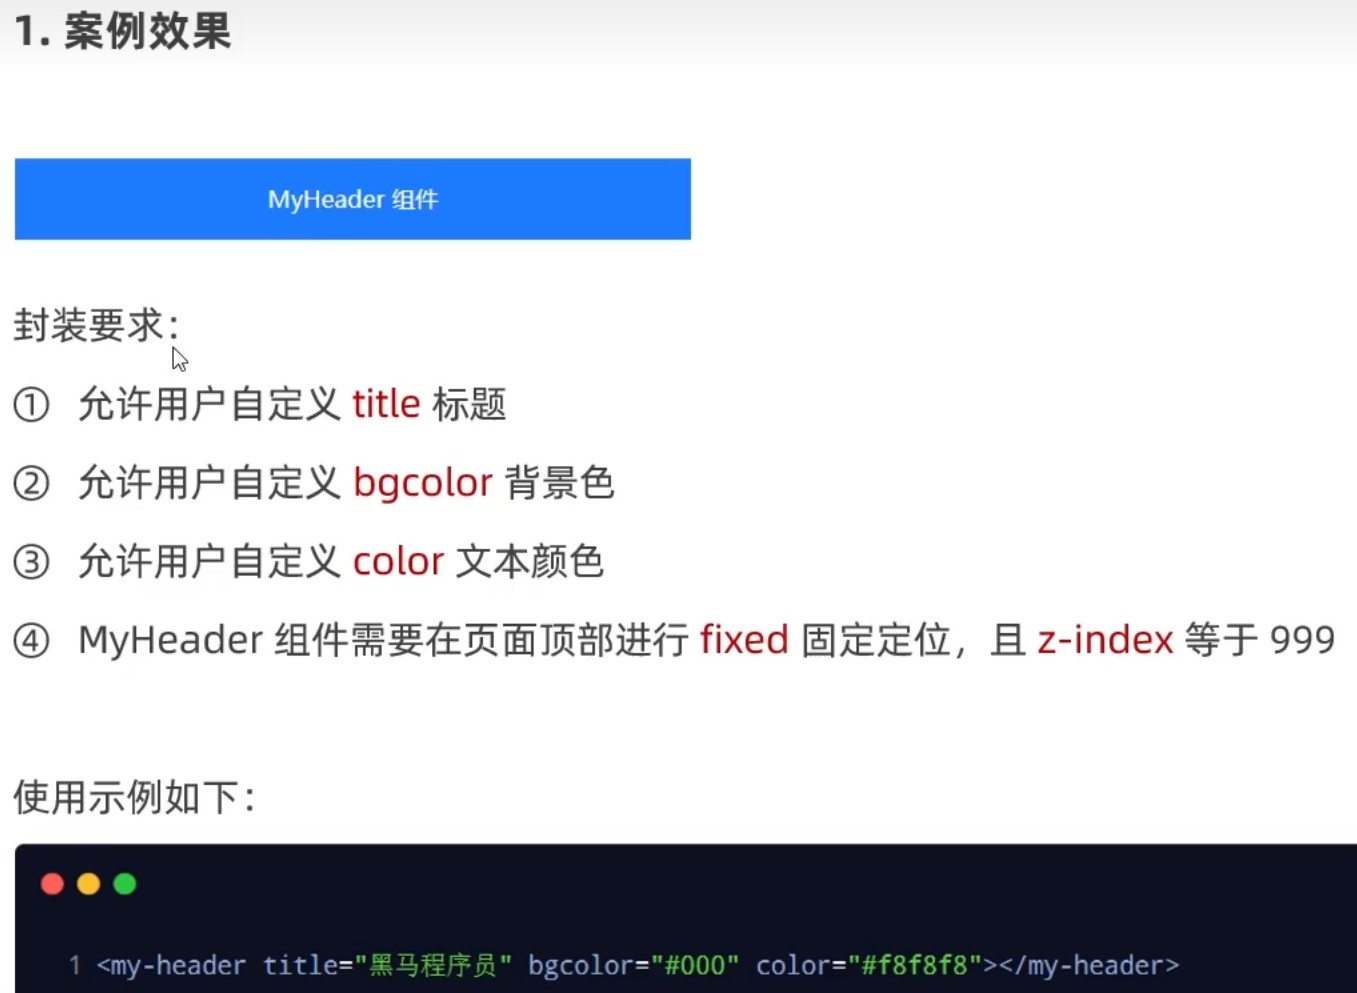 1. 案例效果
MyHeader 组件
封装要求：
① 允许用户自定义 title 标题
② 允许用户自定义 bgcolor 背景色
③ 允许用户自定义 color 文本颜色
④ MyHeader 组件需要在页面顶部进行 fixed 固定定位，且 z-index 等于 999
使用示例如下：
1 <my-header title="黑马程序员" bgcolor="#000" color="#f8f8f8"></my-header>